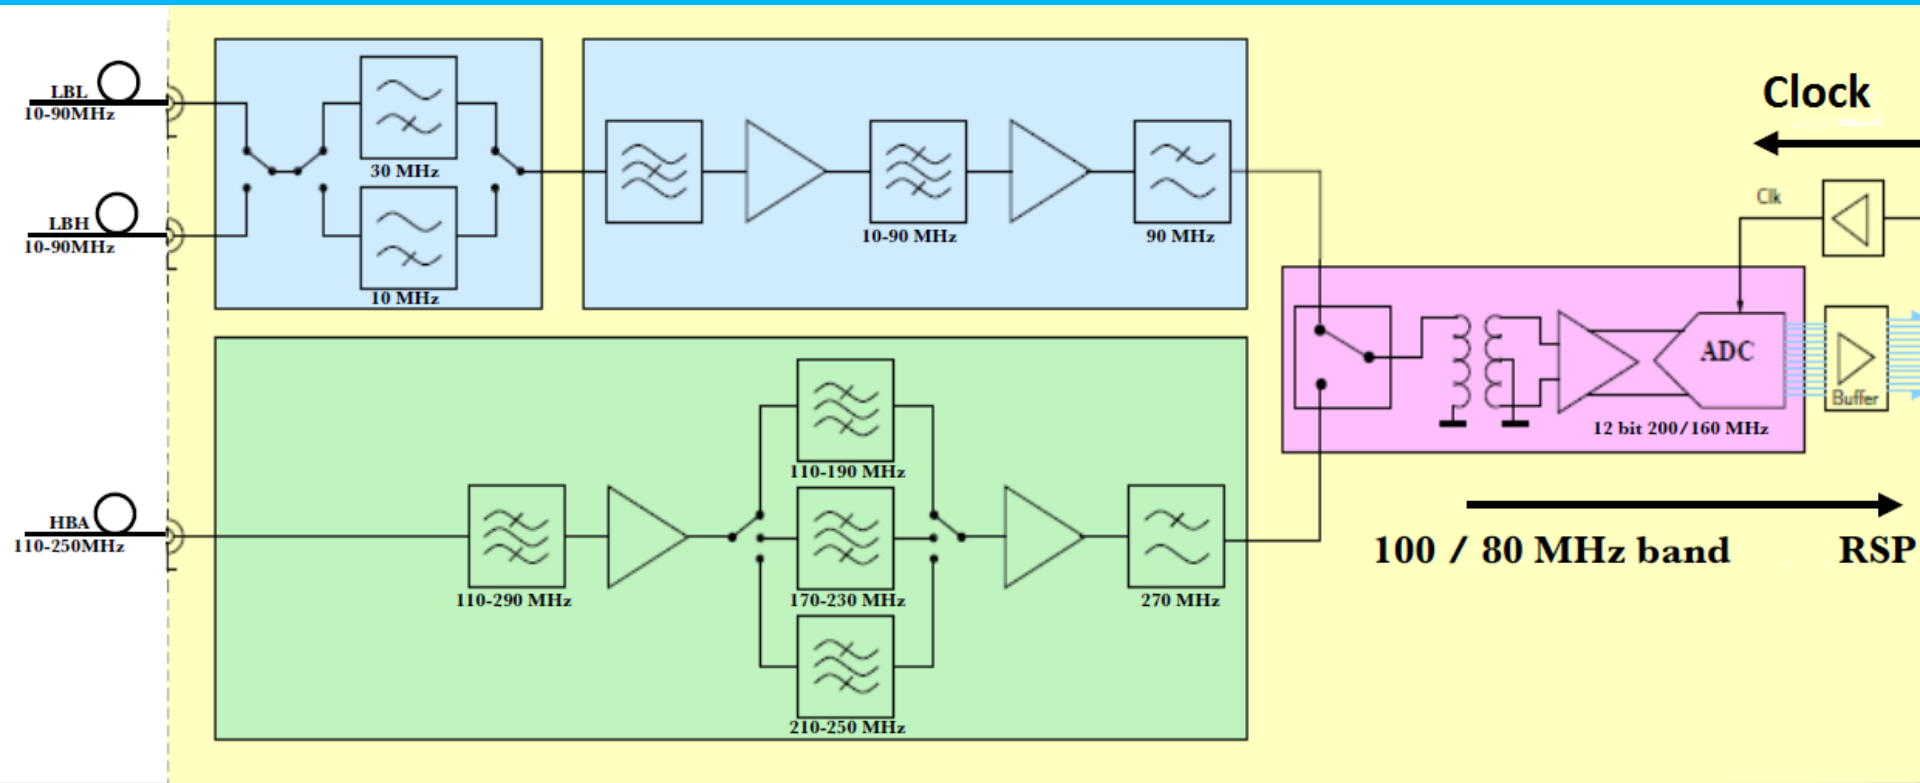 LBL
10-90MHz
LBH
10-90MHz
30 MHz
10 MHz
10-90 MHz
90 MHz
Clock
Clk
ADC
12 bit 200/160 MHz
Buffer
HBA
110-250MHz
110-290 MHz
110-190 MHz
170-230 MHz
210-250 MHz
270 MHz
100 / 80 MHz band
RSP